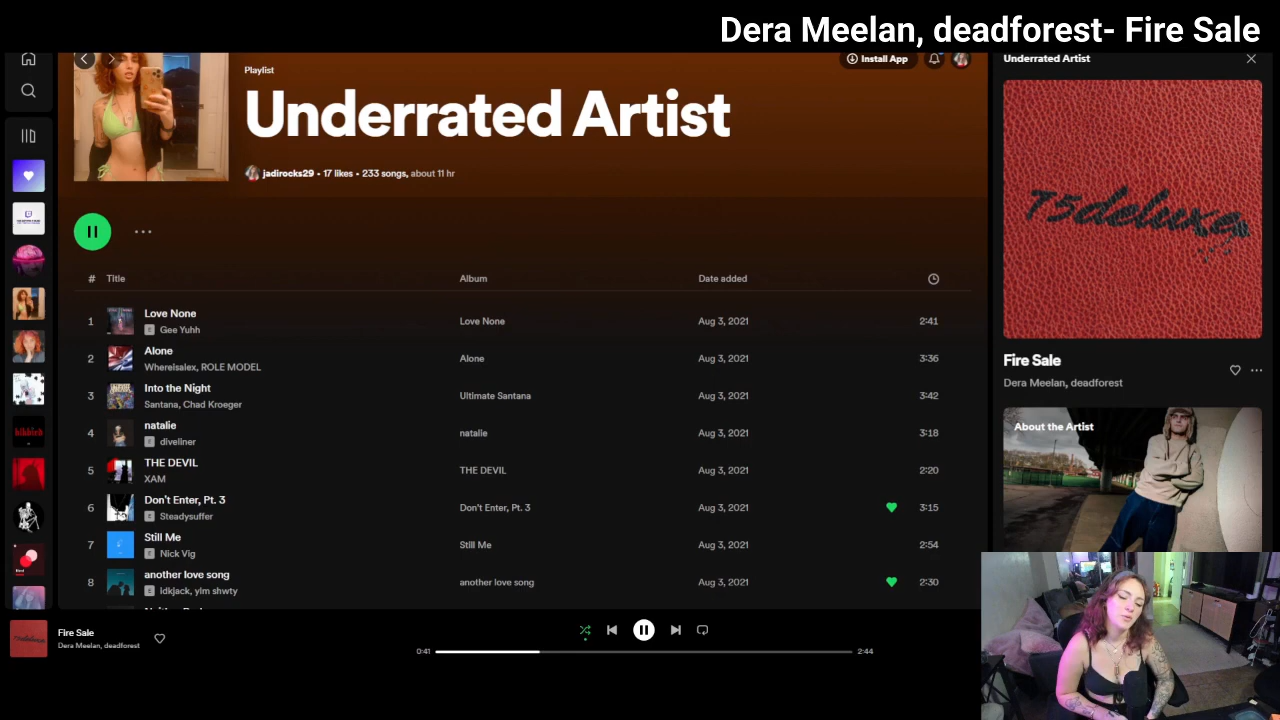 Dera Meelan, deadforest- Fire Sale
Install App
Playlist
Underrated Artist
jadirocks29 • 17 likes • 233 songs, about 11 hr
# Title Album Date added
1 Love None Love None Aug 3, 2021 2:41
E Gee Yuhh
2 Alone Alone Aug 3, 2021 3:36
Whereisalex, ROLE MODEL
3 Into the Night Ultimate Santana Aug 3, 2021 3:42
Santana, Chad Kroeger
4 natalie natalie Aug 3, 2021 3:18
E diveliner
5 THE DEVIL THE DEVIL Aug 3, 2021 2:20
XAM
6 Don't Enter, Pt. 3 Don't Enter, Pt. 3 Aug 3, 2021 3:15
E Steadysuffer
7 Still Me Still Me Aug 3, 2021 2:54
E Nick Vig
8 another love song another love song Aug 3, 2021 2:30
E idkjack, ylm shwty
Underrated Artist
75deluxe
Fire Sale
Dera Meelan, deadforest
About the Artist
Fire Sale
Dera Meelan, deadforest
0:41 2:44